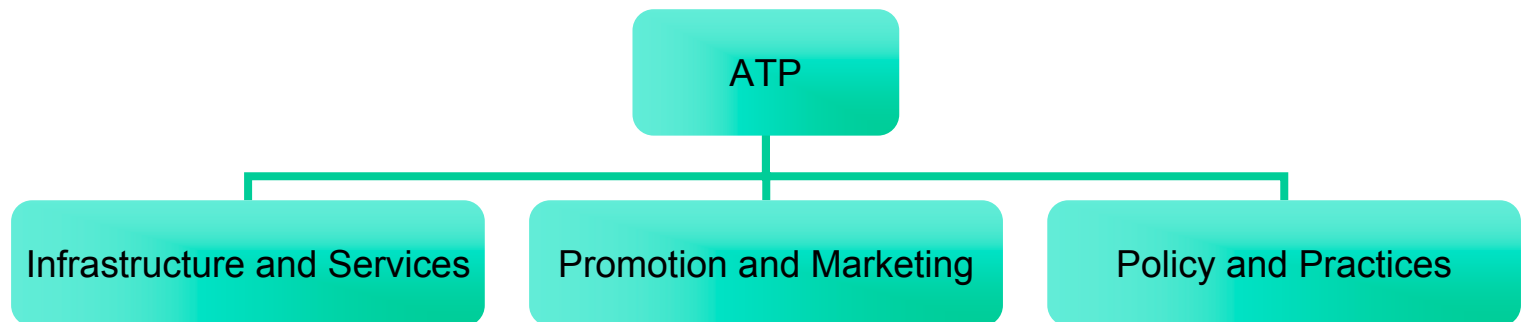 ATP
Infrastructure and Services
Promotion and Marketing
Policy and Practices